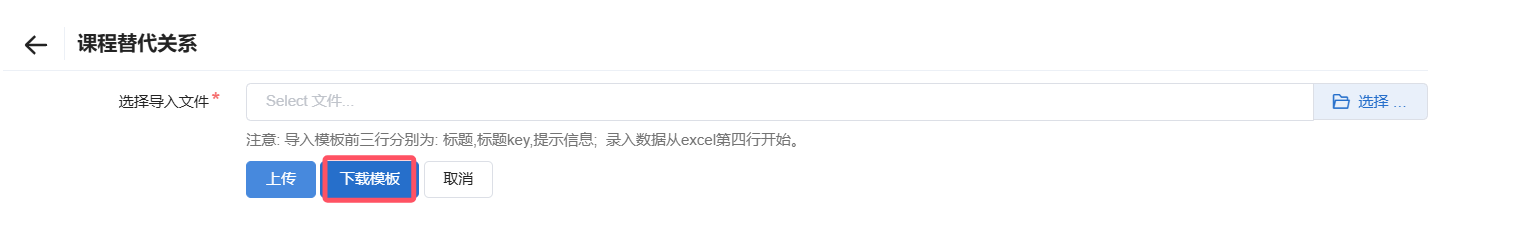 课程替代关系
选择导入文件*
Select 文件...
选择 ...
注意: 导入模板前三行分别为: 标题,标题key,提示信息;  录入数据从excel第四行开始。
上传 下载模板 取消